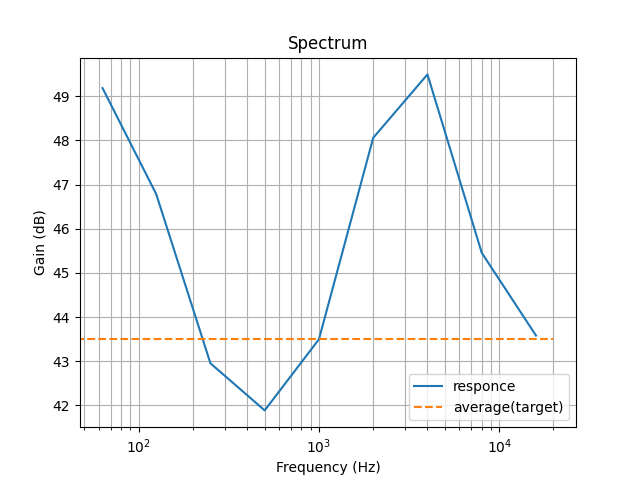 Spectrum
Gain (dB)
49
48
47
46
45
44
43
42
responce
average(target)
10²
10³
10⁴
Frequency (Hz)